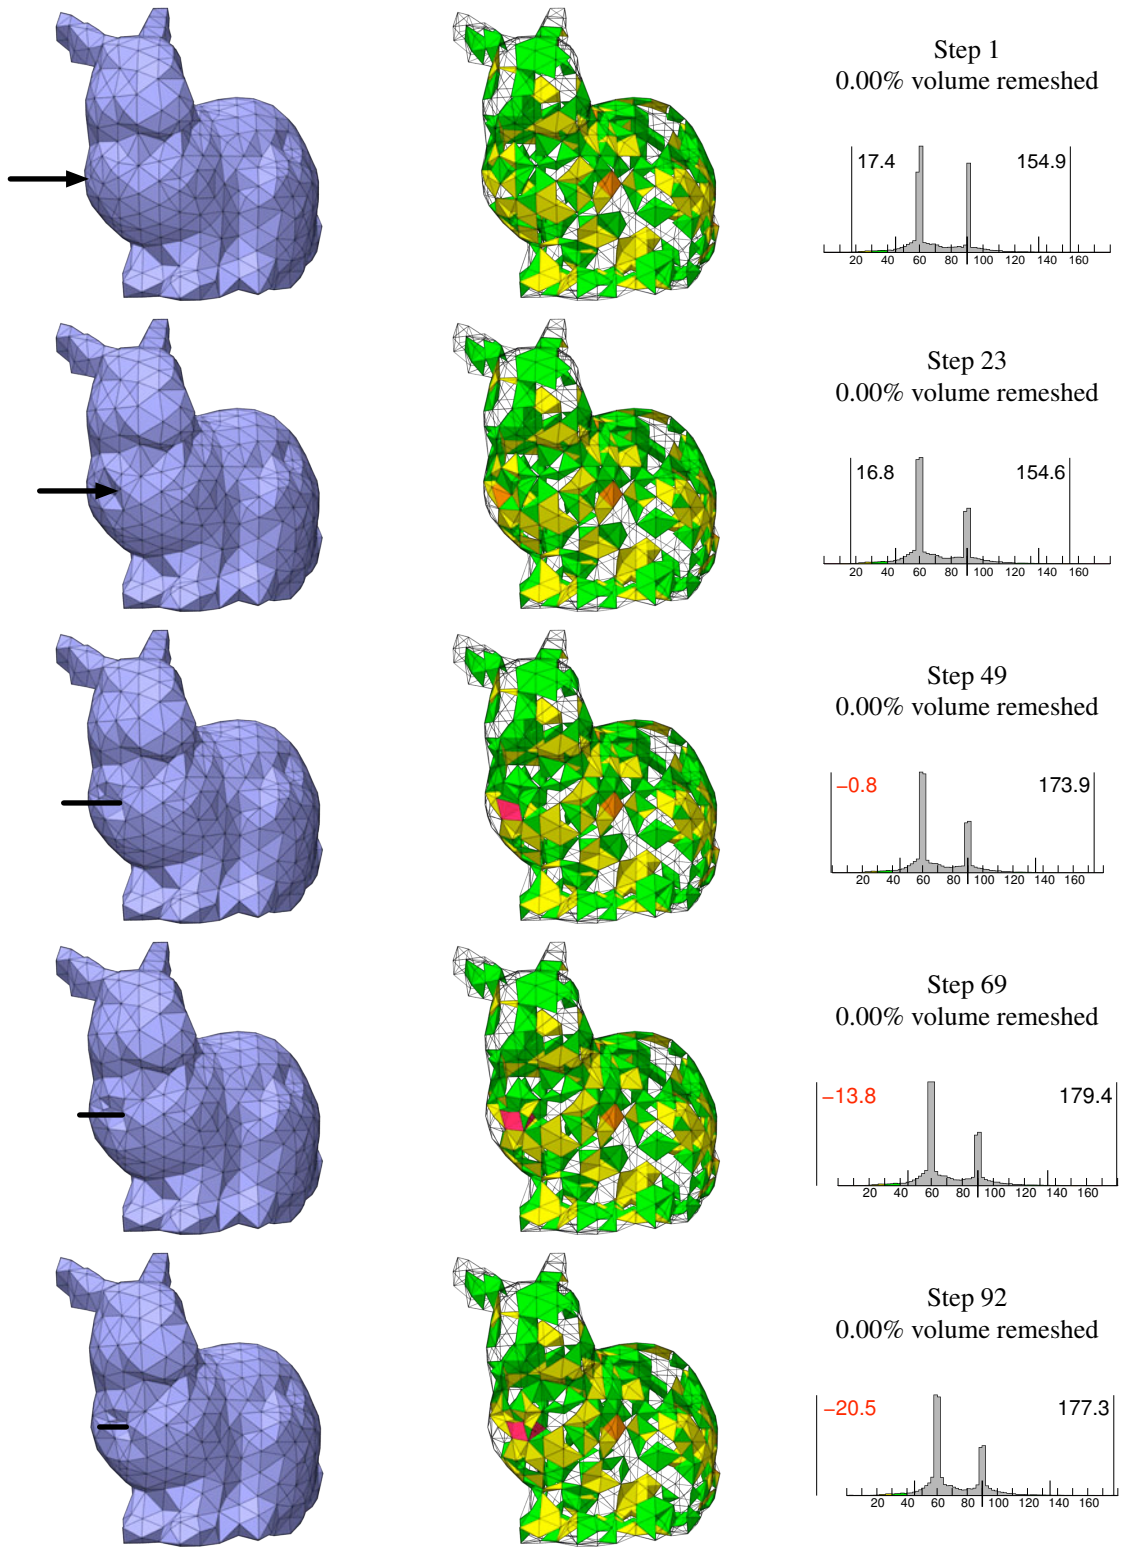 Step 1
0.00% volume remeshed
17.4 154.9
20 40 60 80 100 120 140 160
Step 23
0.00% volume remeshed
16.8 154.6
20 40 60 80 100 120 140 160
Step 49
0.00% volume remeshed
−0.8 173.9
20 40 60 80 100 120 140 160
Step 69
0.00% volume remeshed
−13.8 179.4
20 40 60 80 100 120 140 160
Step 92
0.00% volume remeshed
−20.5 177.3
20 40 60 80 100 120 140 160